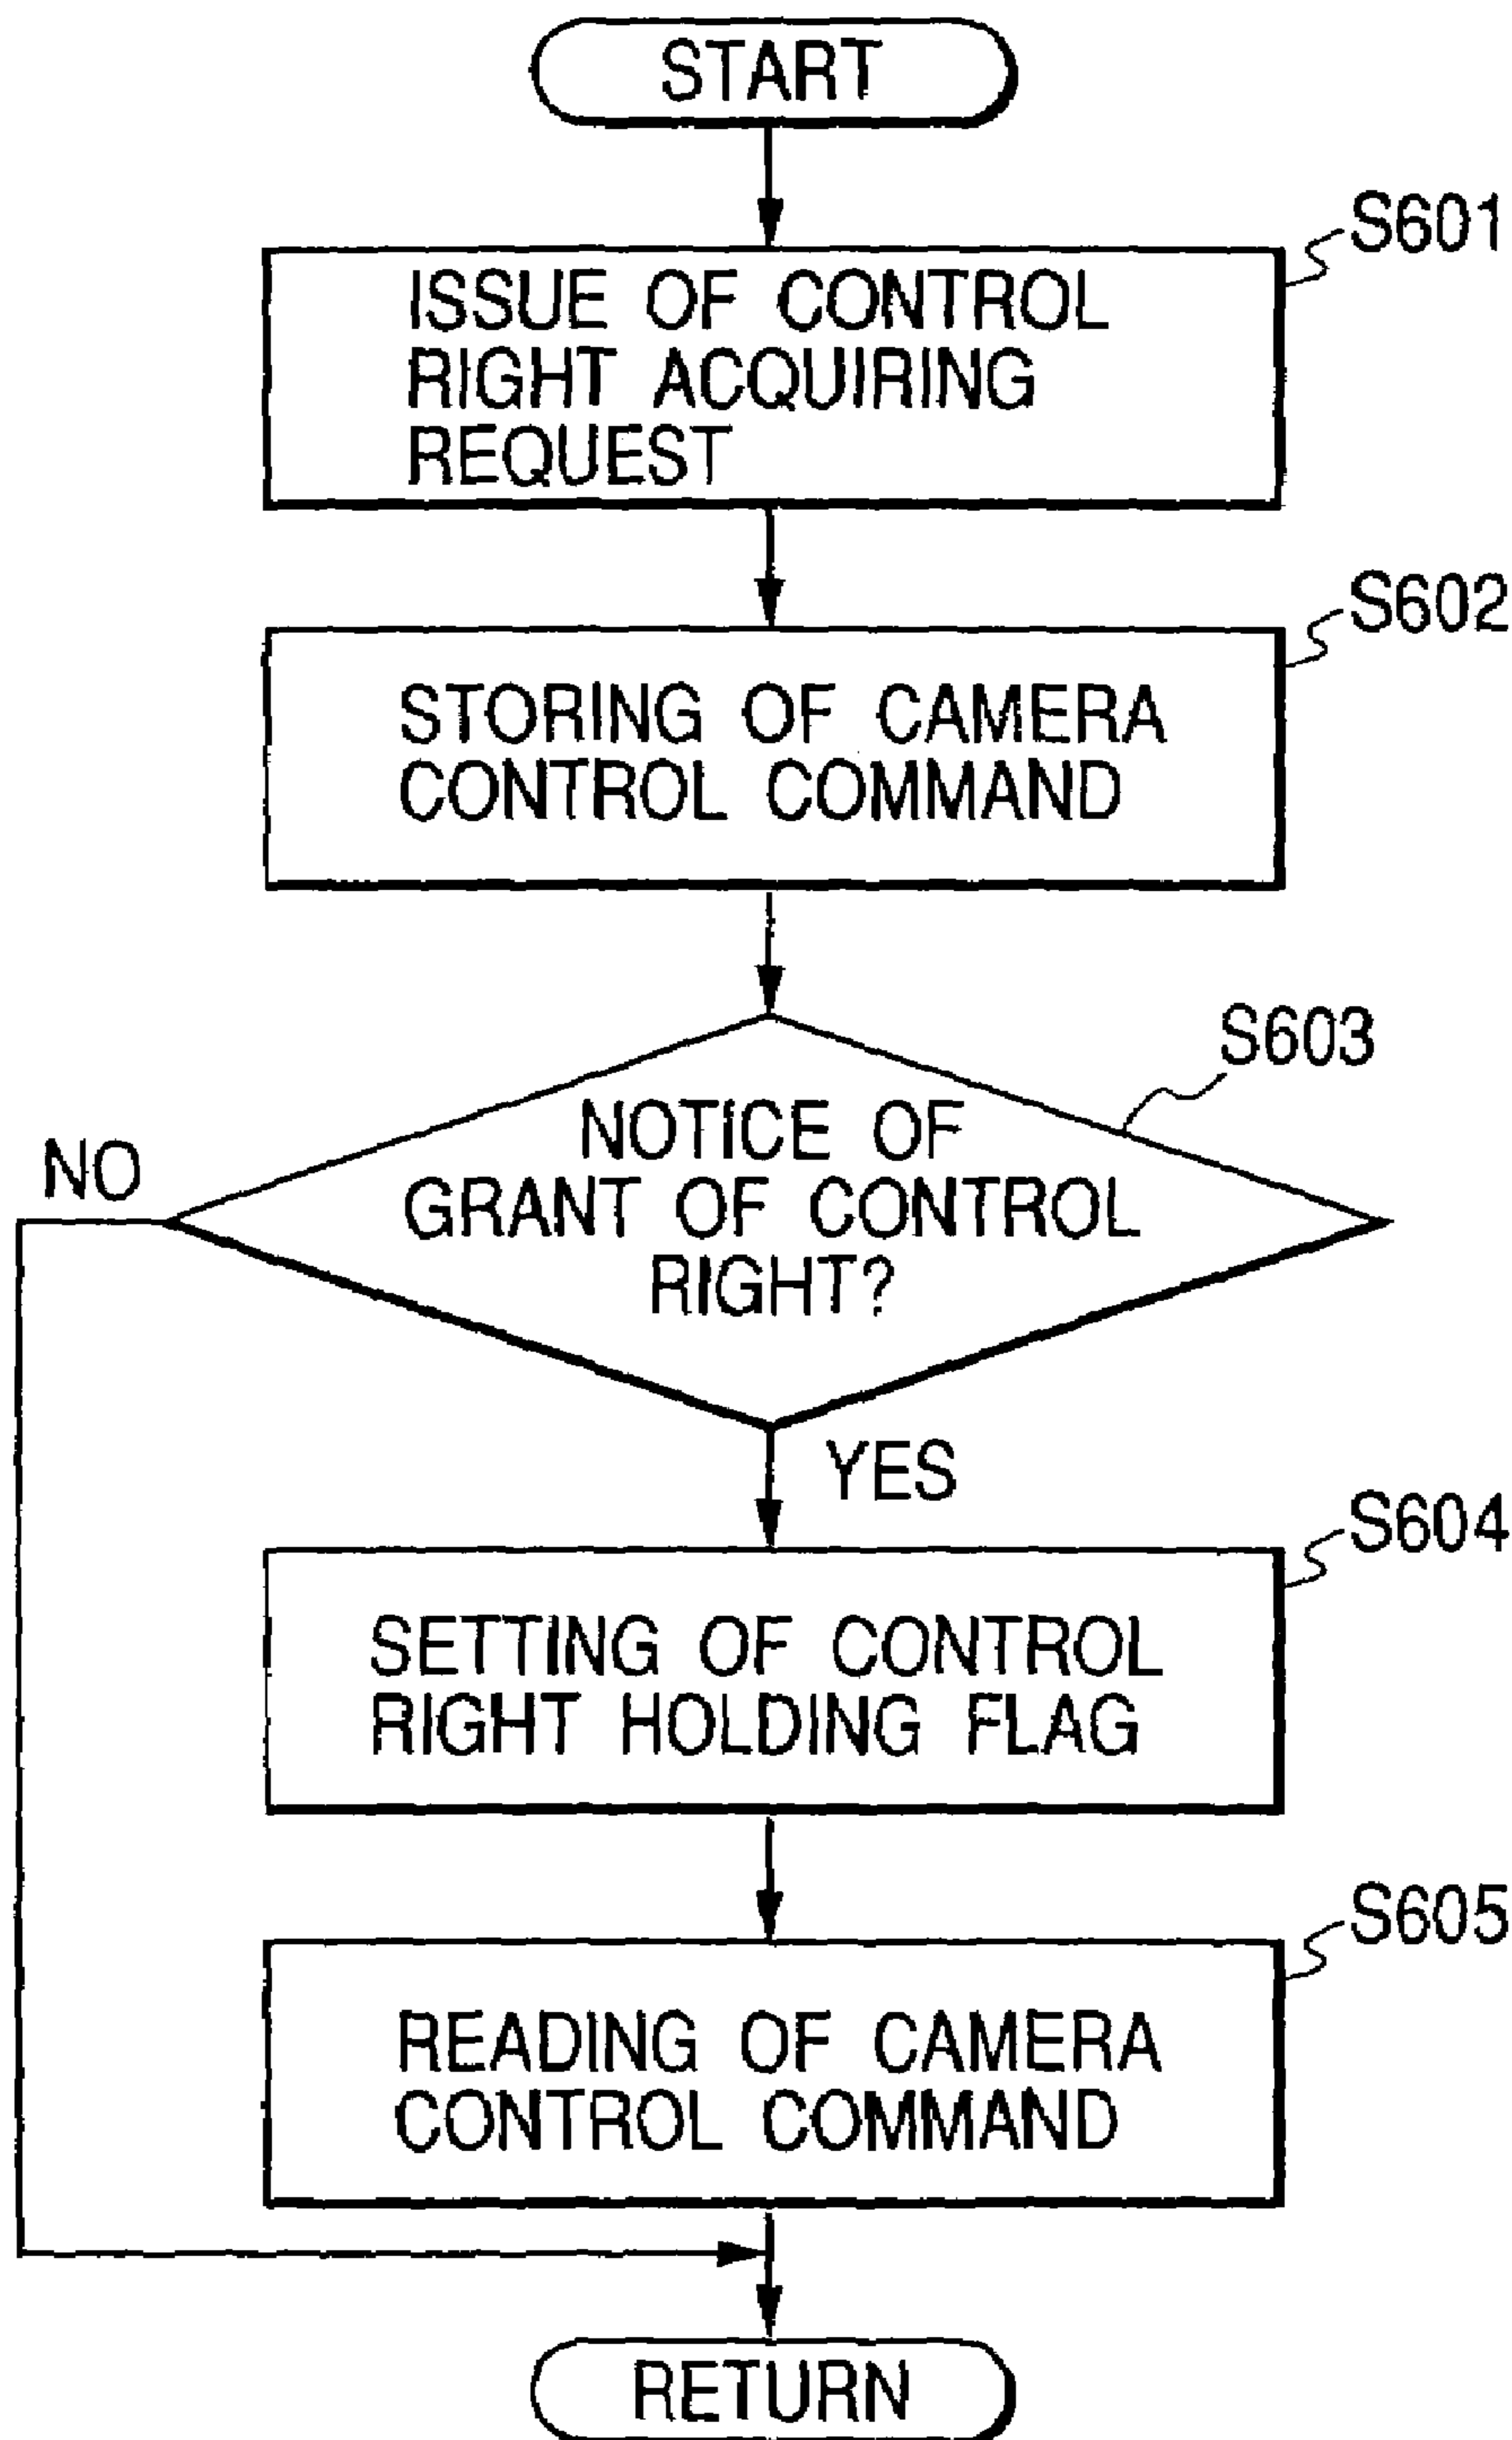 START
S601
ISSUE OF CONTROL
RIGHT ACQUIRING
REQUEST
S602
STORING OF CAMERA
CONTROL COMMAND
S603
NOTICE OF
GRANT OF CONTROL
RIGHT?
NO
YES
S604
SETTING OF CONTROL
RIGHT HOLDING FLAG
S605
READING OF CAMERA
CONTROL COMMAND
RETURN